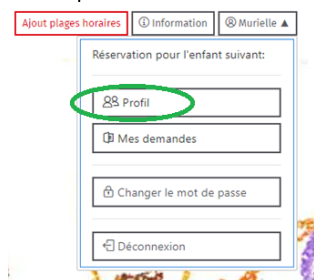 Ajout plages horaires Information Murielle ▲
Réservation pour l'enfant suivant:
Profil
Mes demandes
Changer le mot de passe
Déconnexion